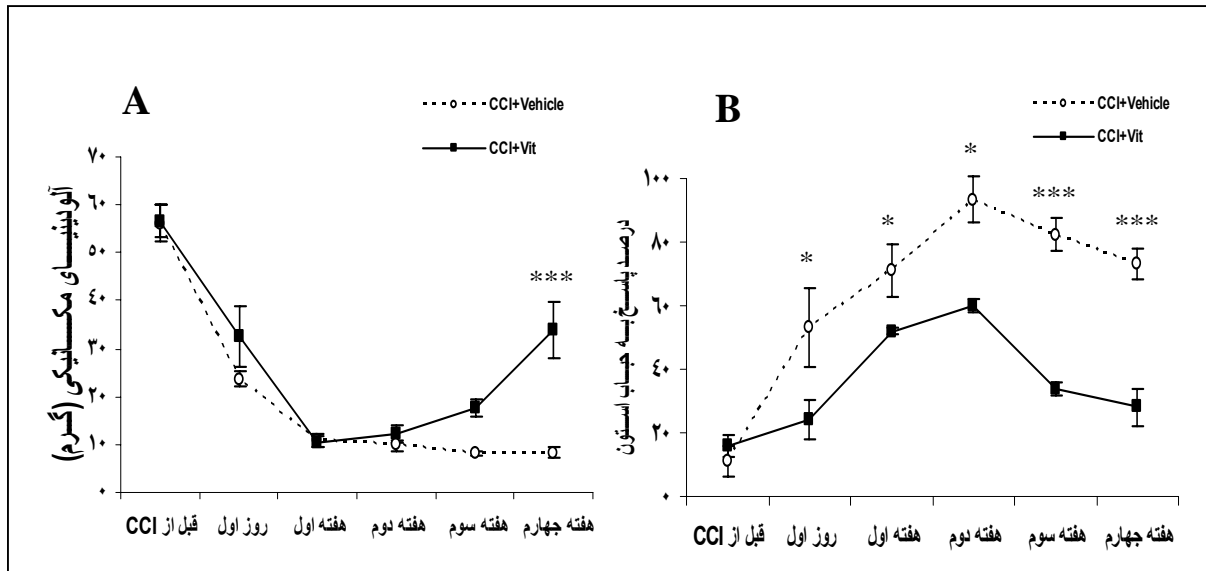 A
CCI+Vehicle
CCI+Vit
آلودینیای مکانیکی (گرم)
۷۰
۶۰
۵۰
۴۰
۳۰
۲۰
۱۰
۰
***
قبل از CCI
روز اول
هفته اول
هفته دوم
هفته سوم
هفته چهارم
B
CCI+Vehicle
CCI+Vit
درصد پاسخ به حباب استون
۱۰۰
۸۰
۶۰
۴۰
۲۰
۰
*
*
*
***
***
قبل از CCI
روز اول
هفته اول
هفته دوم
هفته سوم
هفته چهارم